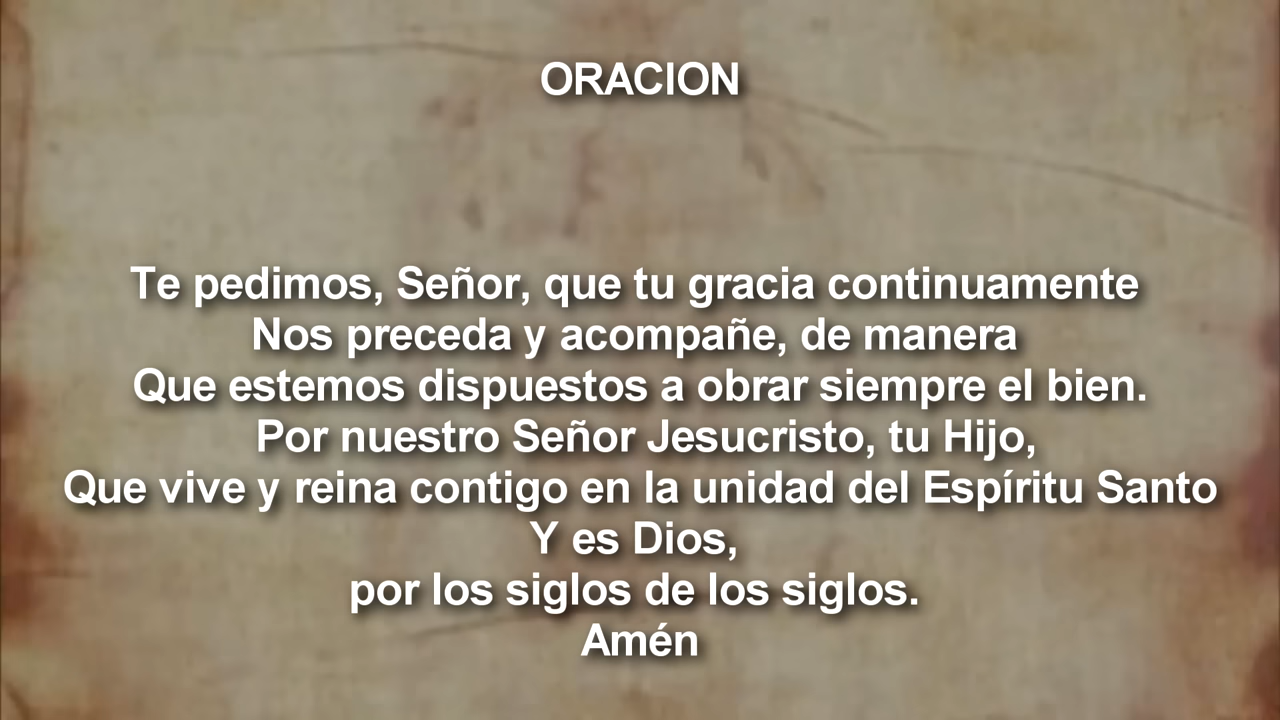 ORACION
Te pedimos, Señor, que tu gracia continuamente
Nos preceda y acompañe, de manera
Que estemos dispuestos a obrar siempre el bien.
Por nuestro Señor Jesucristo, tu Hijo,
Que vive y reina contigo en la unidad del Espíritu Santo
Y es Dios,
por los siglos de los siglos.
Amén